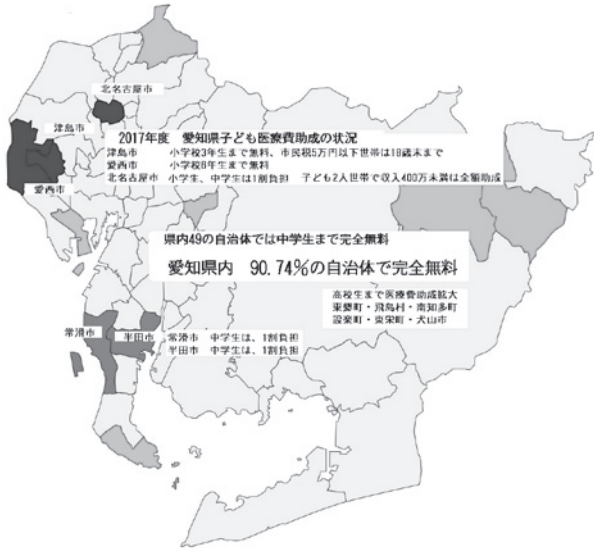 北名古屋市
津島市
2017年度　愛知県子ども医療費助成の状況
津島市　小学校3年生まで無料、市民税5万円以下世帯は18歳末まで
愛西市　小学校6年生まで無料
北名古屋市　小学生、中学生は1割負担　子ども2人世帯で収入400万未満は全額助成
愛西市
県内49の自治体では中学生まで完全無料
愛知県内　90.74%の自治体で完全無料
高校生まで医療費助成拡大
東郷町・飛島村・南知多町
設楽町・東栄町・犬山市
常滑市
半田市
常滑市　中学生は、1割負担
半田市　中学生は、1割負担